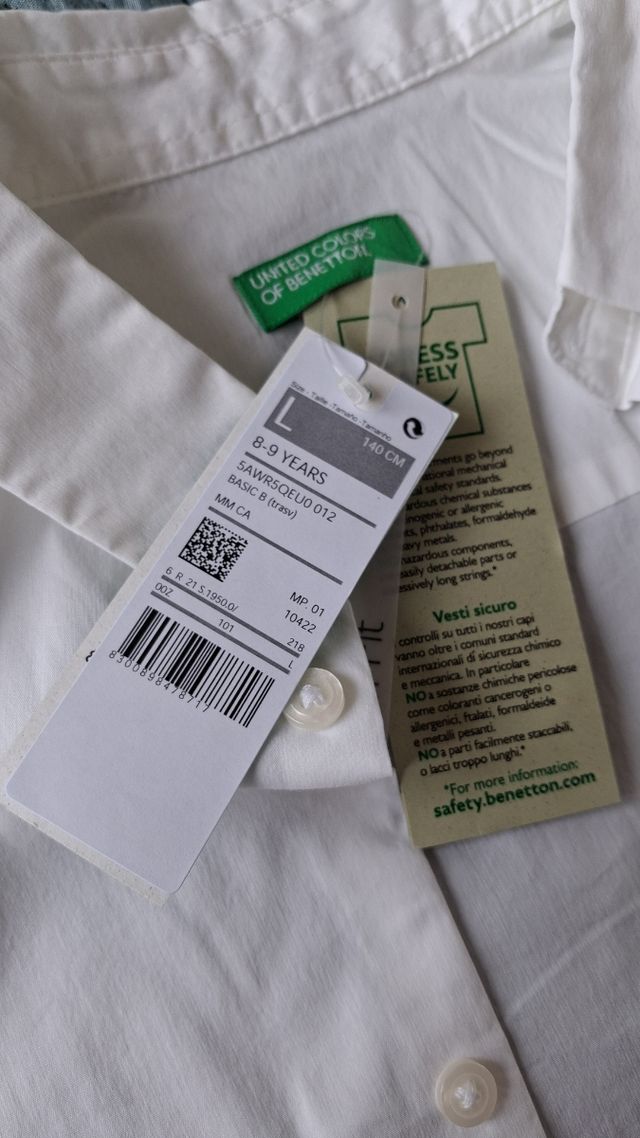 UNITED COLORS
OF BENETTON.
Size - Taille - Tamaño - Tamanho
L
140 CM
8-9 YEARS
5AWR5QEU0 012
BASIC B (trasv)
MM CA
MP. 01
10422
6 R 21 S.1950.0/
00Z
101
218
L
8300898478717
ESS
FELY
ments go beyond
ational mechanical
al safety standards.
ardous chemical substances
inogenic or allergenic
ts, phthalates, formaldehyde
avy metals.
hazardous components,
easily detachable parts or
essively long strings.*
Vesti sicuro
controlli su tutti i nostri capi
vanno oltre i comuni standard
internazionali di sicurezza chimico
e meccanica. In particolare
NO a sostanze chimiche pericolose
come coloranti cancerogeni o
allergenici, ftalati, formaldeide
e metalli pesanti.
NO a parti facilmente staccabili,
o lacci troppo lunghi.*
*For more information:
safety.benetton.com